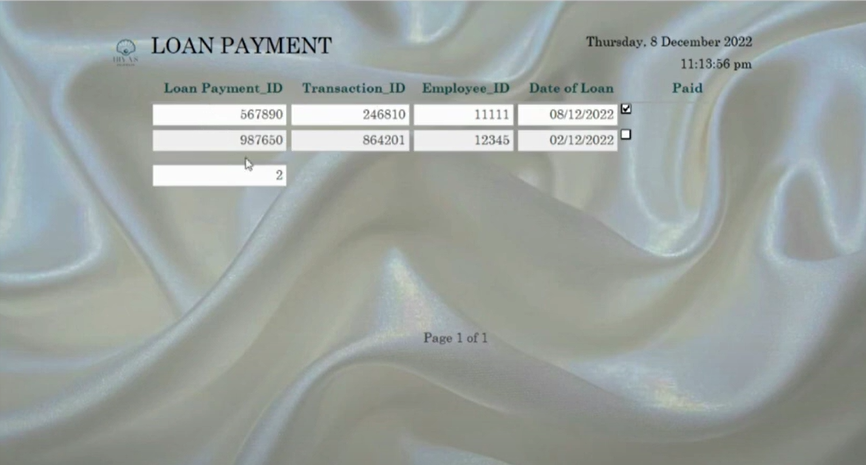 LOAN PAYMENT
Thursday, 8 December 2022
11:13:56 pm
Loan Payment_ID Transaction_ID Employee_ID Date of Loan Paid
567890 246810 11111 08/12/2022
987650 864201 12345 02/12/2022
2
Page 1 of 1